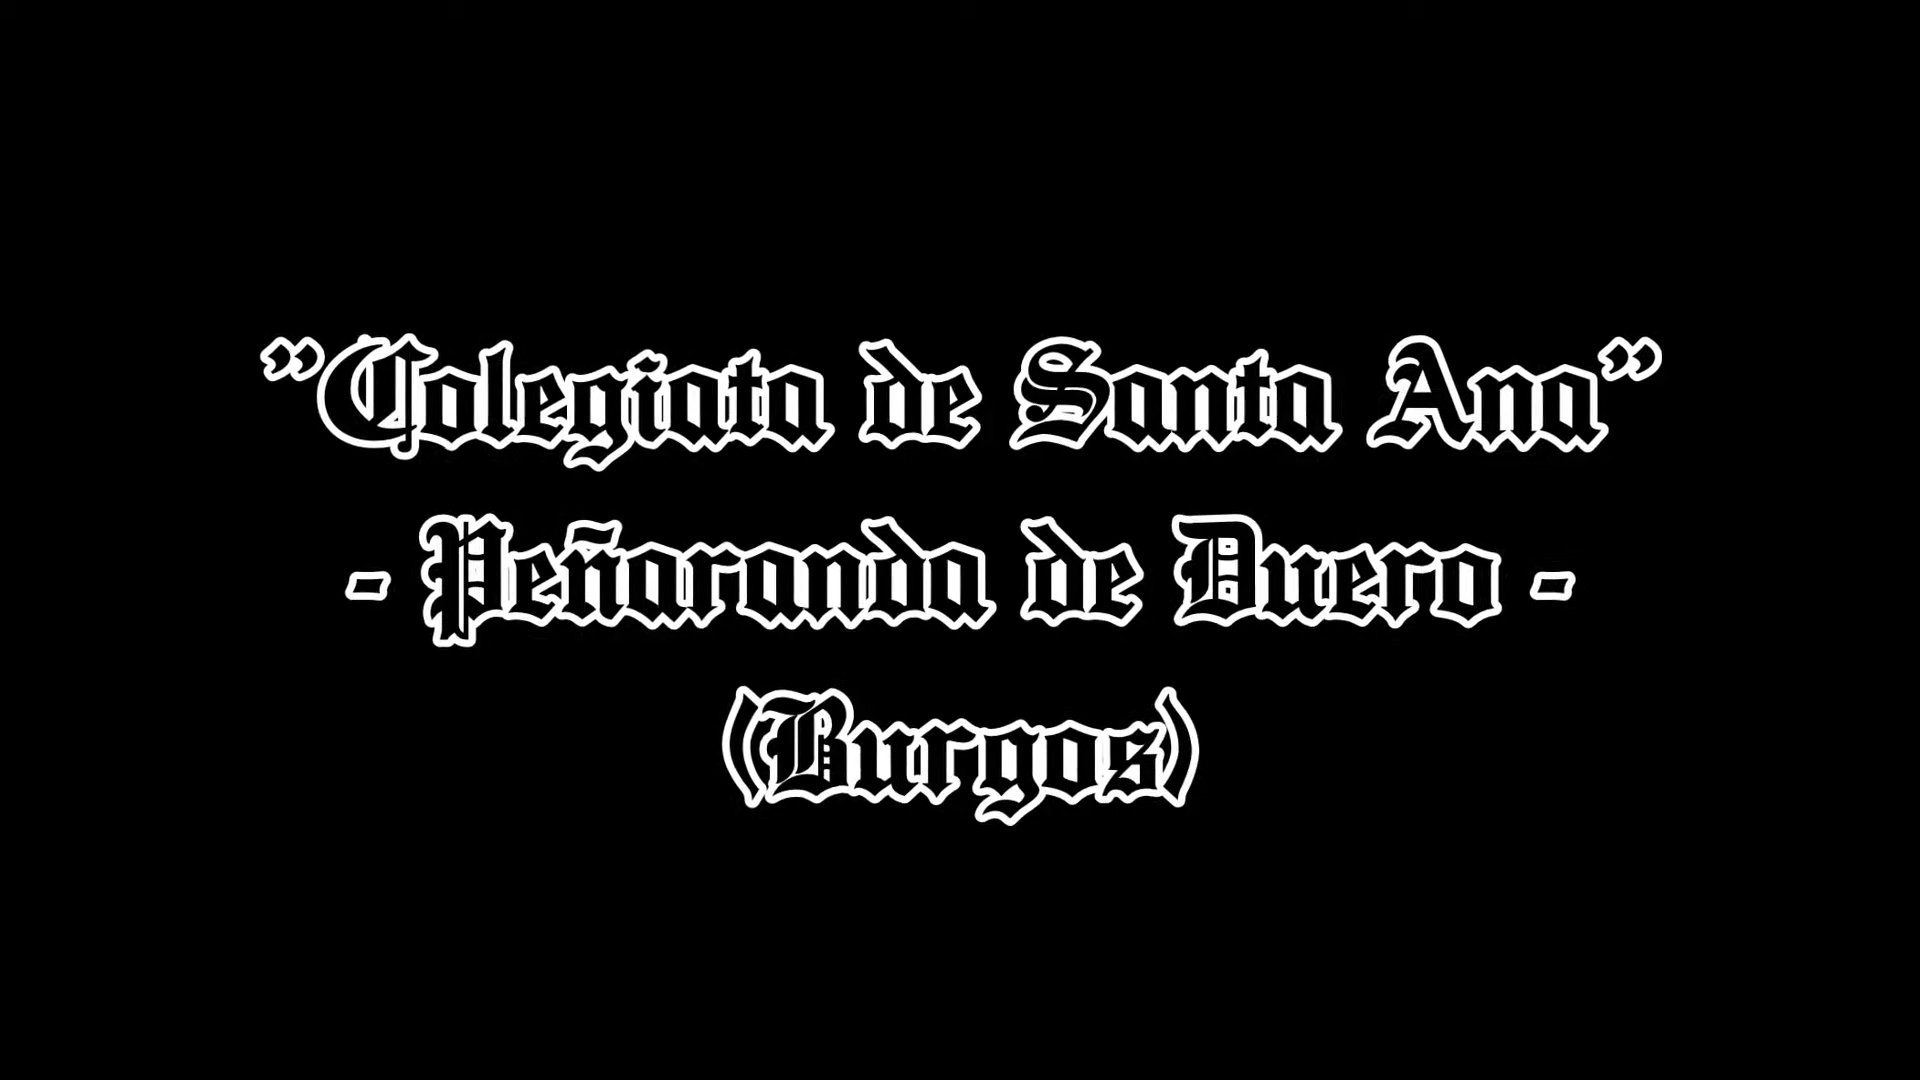 ”Colegiata de Santa Ana”
- Peñaranda de Duero -
(Burgos)